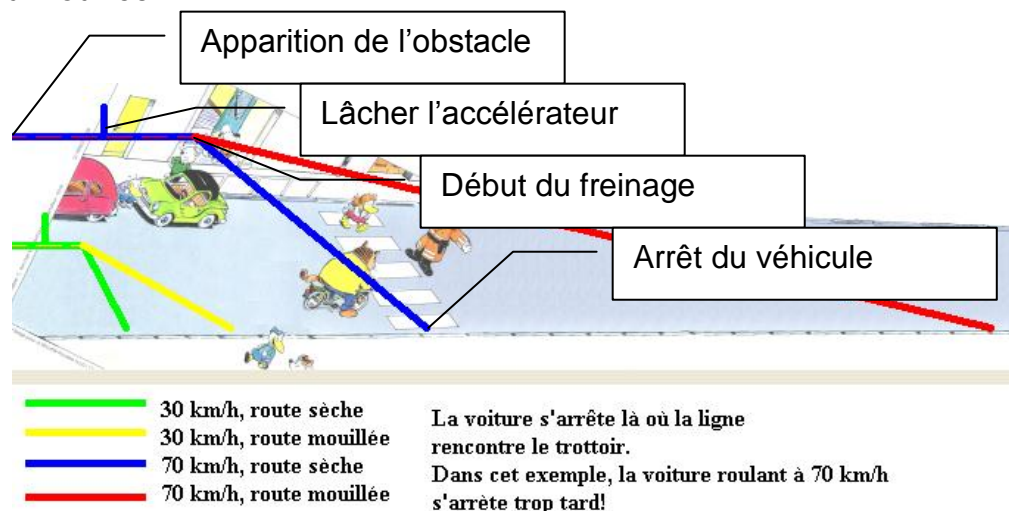 Apparition de l'obstacle
Lâcher l'accélérateur
Début du freinage
Arrêt du véhicule
30 km/h, route sèche
30 km/h, route mouillée
70 km/h, route sèche
70 km/h, route mouillée
La voiture s'arrête là où la ligne
rencontre le trottoir.
Dans cet exemple, la voiture roulant à 70 km/h
s'arrète trop tard!